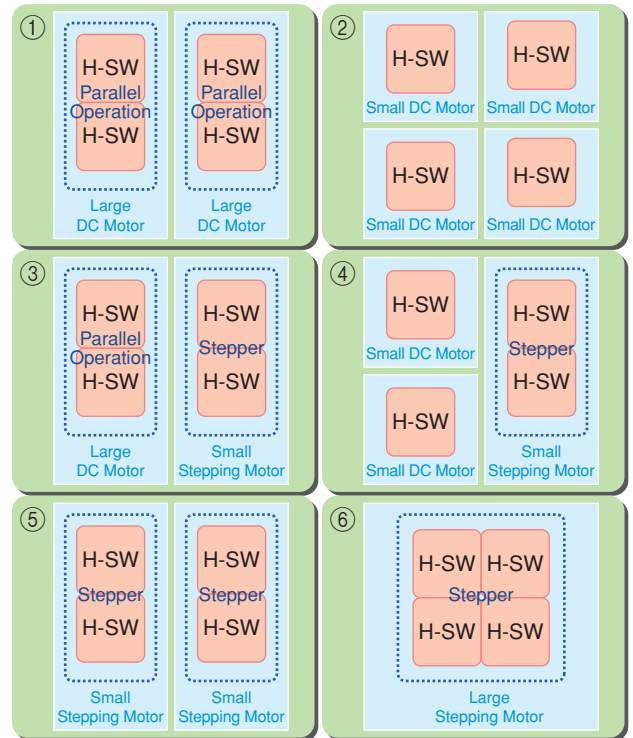 ①
H-SW
Parallel
Operation
H-SW
Large
DC Motor
H-SW
Parallel
Operation
H-SW
Large
DC Motor
②
H-SW
Small DC Motor
H-SW
Small DC Motor
H-SW
Small DC Motor
H-SW
Small DC Motor
③
H-SW
Parallel
Operation
H-SW
Large
DC Motor
H-SW
Stepper
H-SW
Small
Stepping Motor
④
H-SW
Small DC Motor
H-SW
Small DC Motor
H-SW
Stepper
H-SW
Small
Stepping Motor
⑤
H-SW
Stepper
H-SW
Small
Stepping Motor
H-SW
Stepper
H-SW
Small
Stepping Motor
⑥
H-SW H-SW
Stepper
H-SW H-SW
Large
Stepping Motor